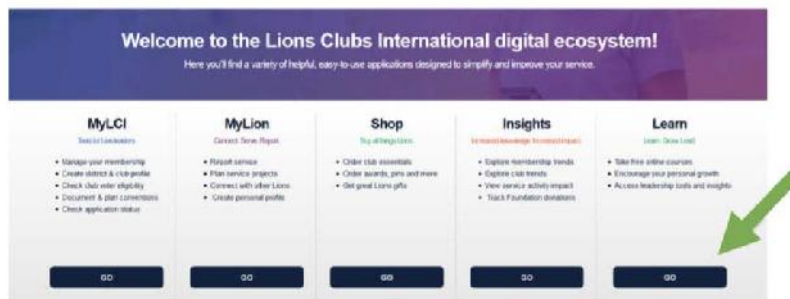 Welcome to the Lions Clubs International digital ecosystem!
Here you'll find a variety of helpful, easy-to-use applications designed to simplify and improve your service.
MyLCI
Tools for Lion Leaders
• Manage your membership
• Create district & club profile
• Check club voter eligibility
• Document & plan conventions
• Check application status
GO
MyLion
Connect. Serve. Report.
• Report service
• Plan service projects
• Connect with other Lions
• Create personal profile
GO
Shop
Buy all things Lions
• Order club essentials
• Order awards, pins and more
• Get great Lions gifts
GO
Insights
Increased knowledge. Increased impact.
• Explore membership trends
• Explore club trends
• View service activity impact
• Track Foundation donations
GO
Learn
Learn. Grow. Lead.
• Take free online courses
• Encourage your personal growth
• Access leadership tools and insights
GO